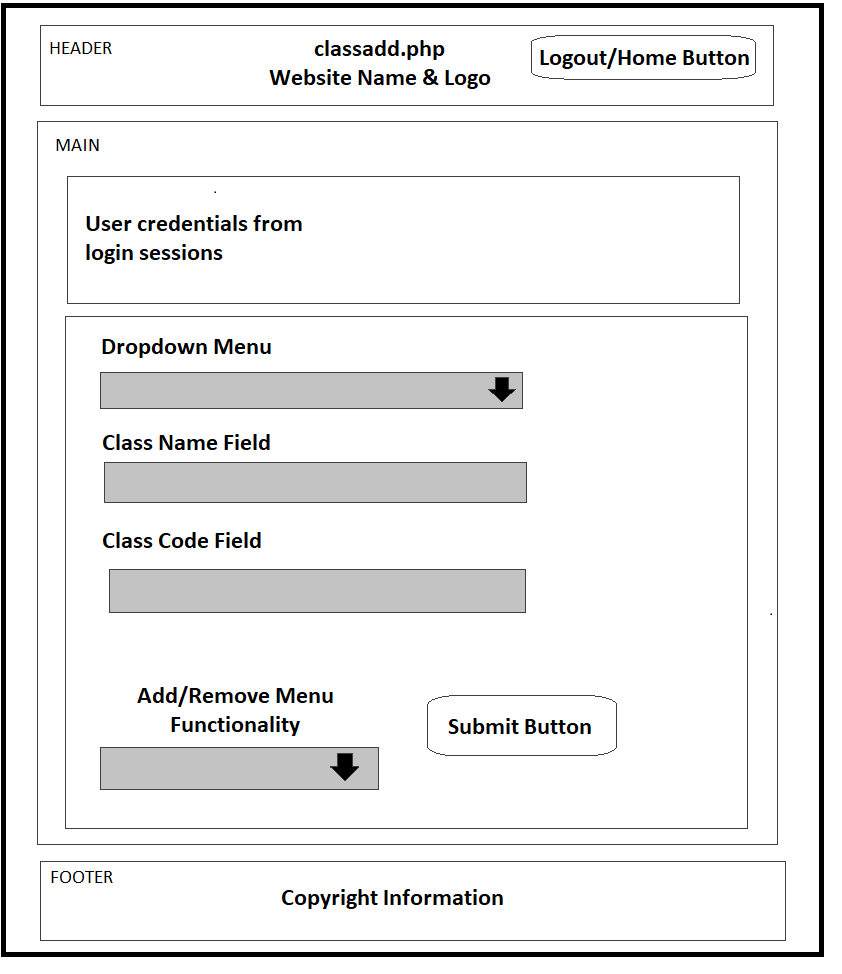 HEADER
classadd.php
Website Name & Logo
Logout/Home Button
MAIN
User credentials from
login sessions
Dropdown Menu
Class Name Field
Class Code Field
Add/Remove Menu
Functionality
Submit Button
FOOTER
Copyright Information